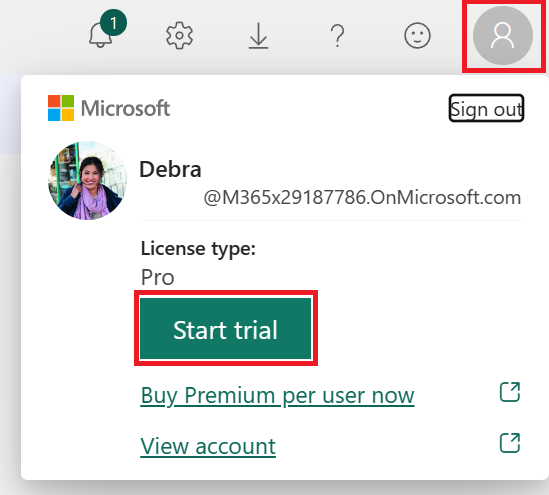 1
?
Microsoft
Sign out
Debra
@M365x29187786.OnMicrosoft.com
License type:
Pro
Start trial
Buy Premium per user now
View account